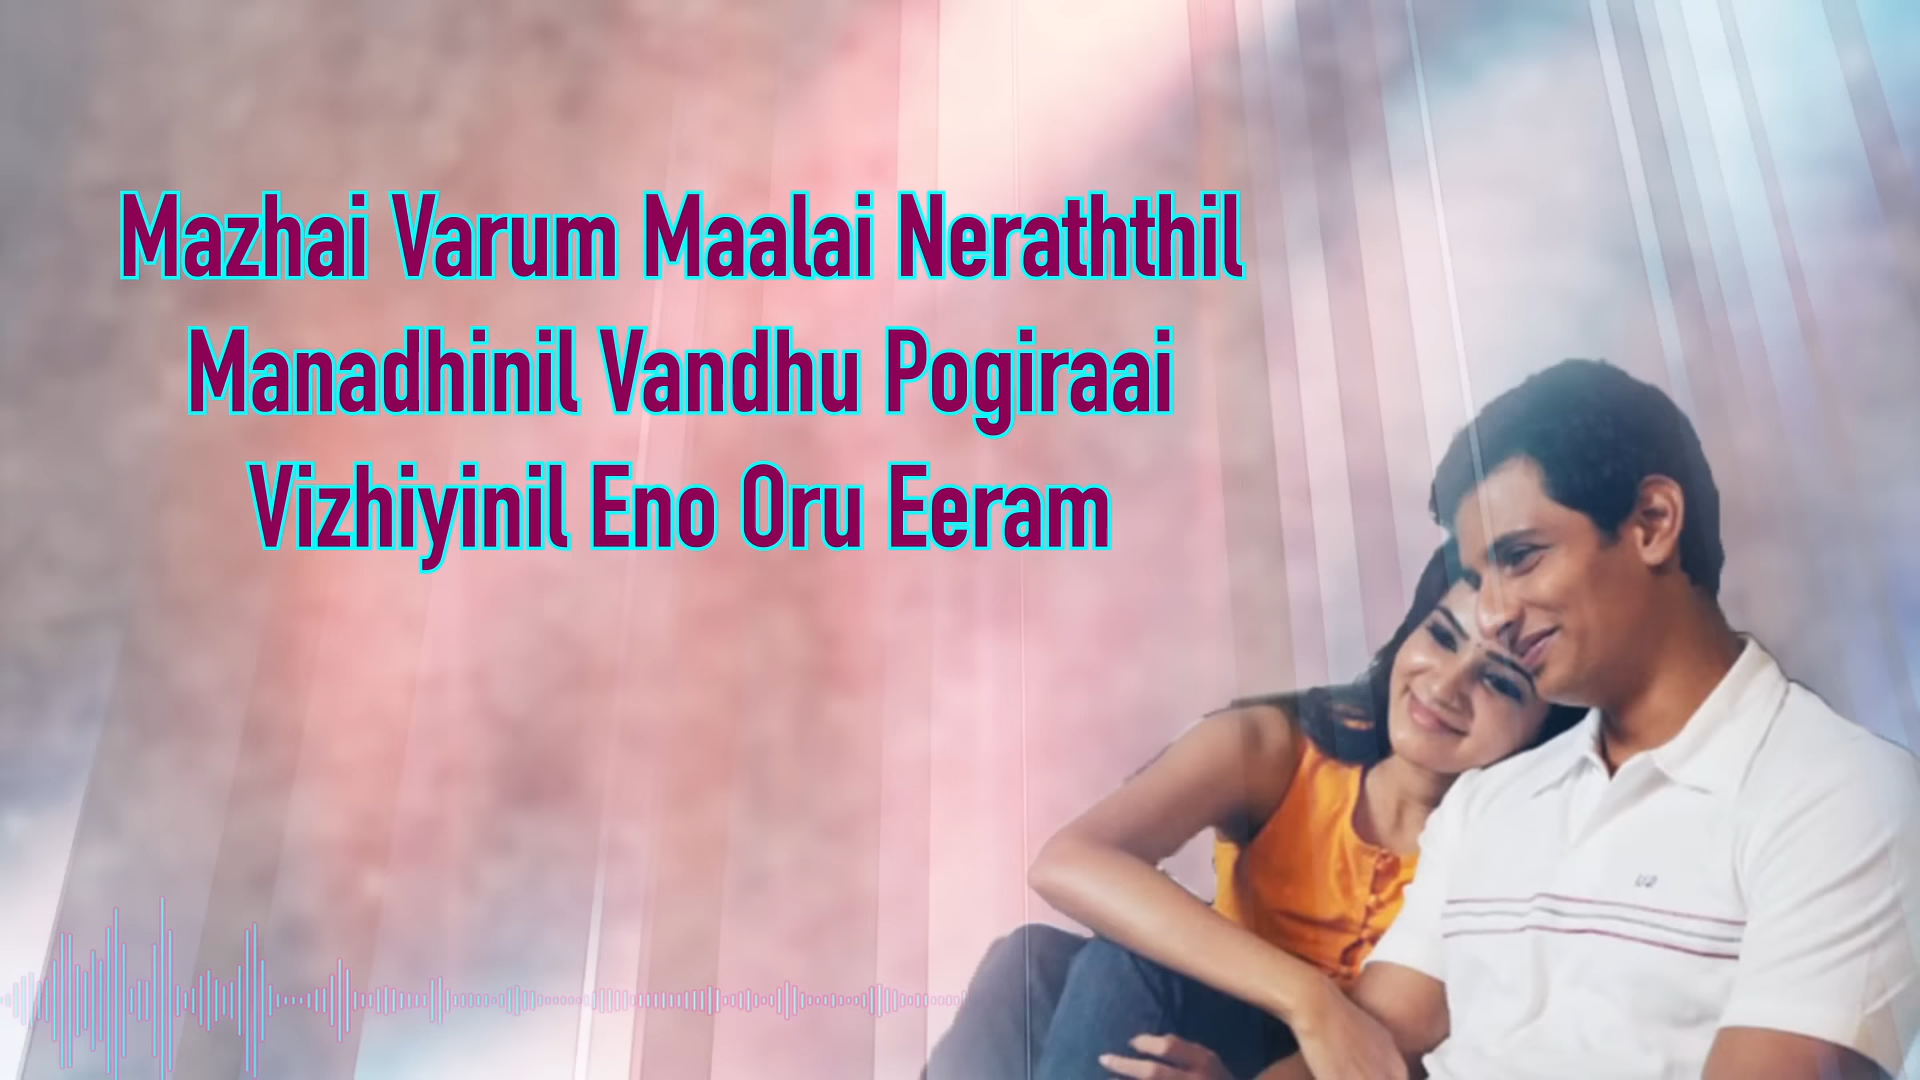 Mazhai Varum Maalai Neraththil
Manadhinil Vandhu Pogiraai
Vizhiyinil Eno Oru Eeram